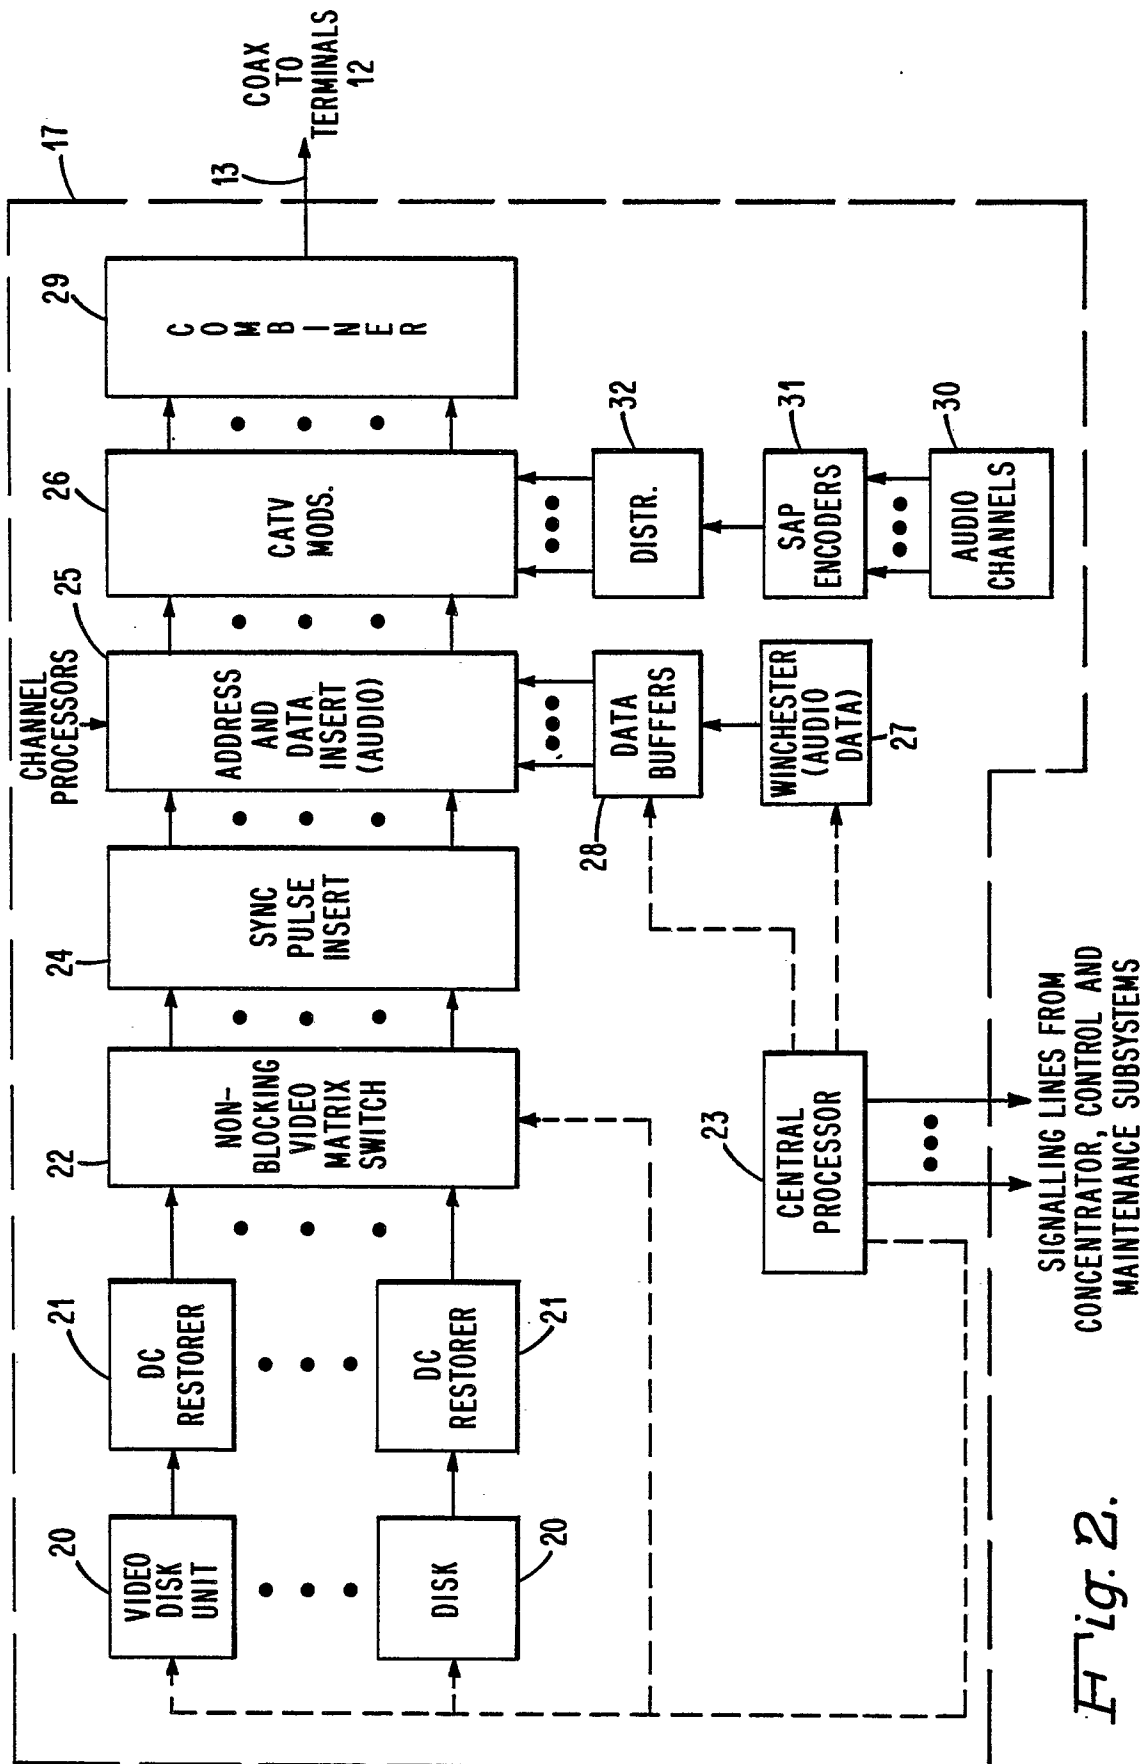 17
COAX
TO
TERMINALS
12
13
29
COMBINER
26
CATV
MODS.
32
DISTR.
31
SAP
ENCODERS
30
AUDIO
CHANNELS
CHANNEL
PROCESSORS
25
ADDRESS
AND
DATA
INSERT
(AUDIO)
DATA
BUFFERS
28
WINCHESTER
(AUDIO
DATA)
27
24
SYNC
PULSE
INSERT
22
NON-
BLOCKING
VIDEO
MATRIX
SWITCH
23
CENTRAL
PROCESSOR
SIGNALLING LINES FROM
CONCENTRATOR, CONTROL AND
MAINTENANCE SUBSYSTEMS
21
DC
RESTORER
DC
RESTORER
21
20
VIDEO
DISK
UNIT
DISK
20
Fig. 2.